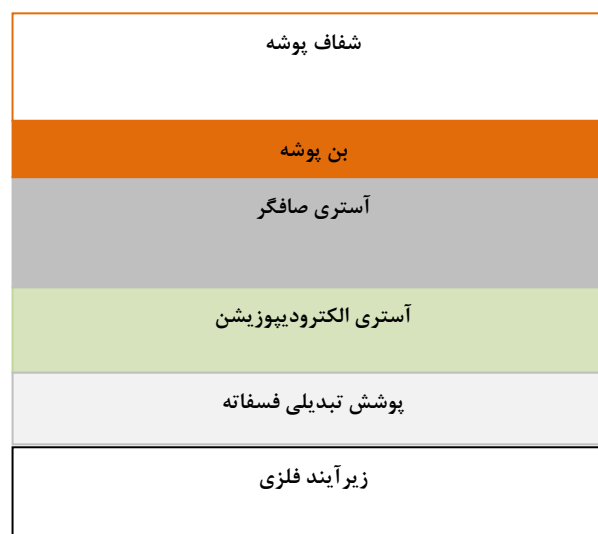 شفاف پوشه
بن پوشه
آستری صافگر
آستری الکترودیپوزیشن
پوشش تبدیلی فسفاته
زیرآیند فلزی